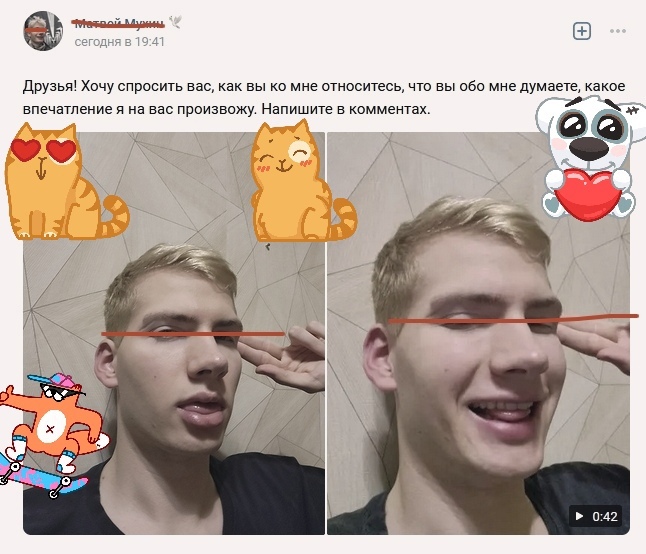 сегодня в 19:41
Друзья! Хочу спросить вас, как вы ко мне относитесь, что вы обо мне думаете, какое
впечатление я на вас произвожу. Напишите в комментах.
0:42